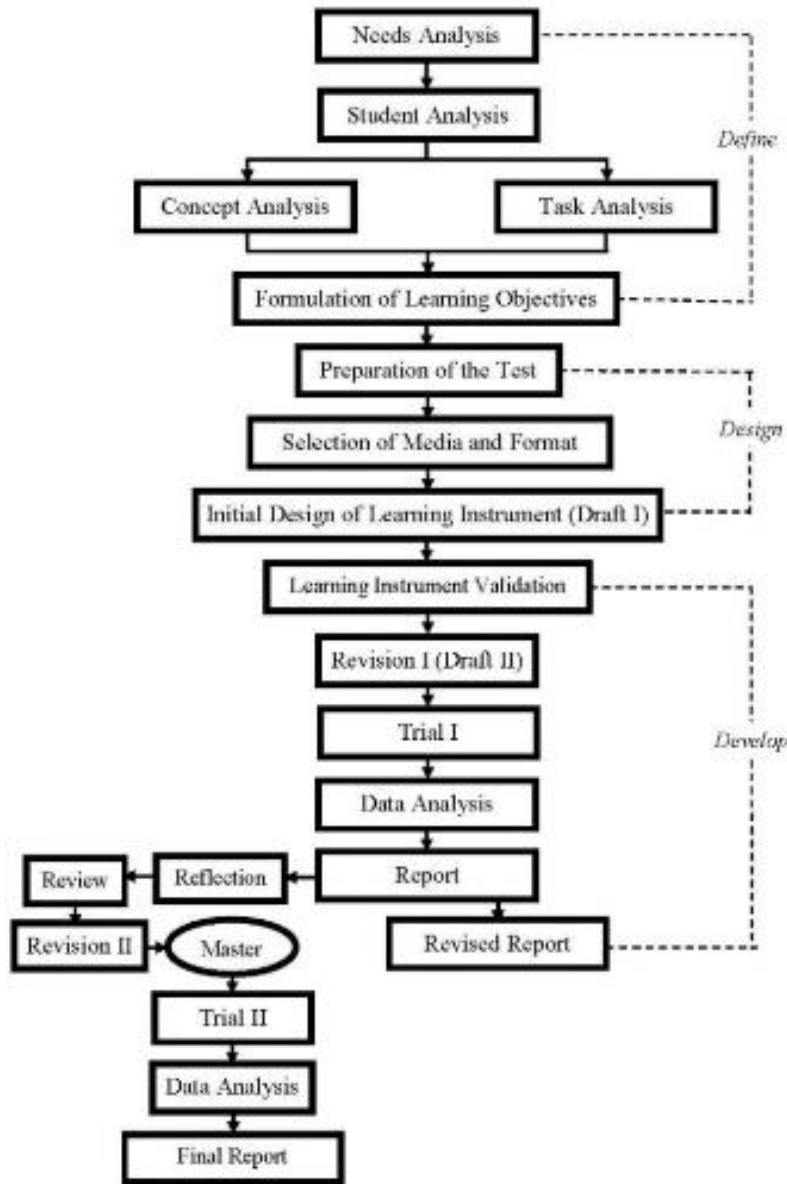 Needs Analysis
Student Analysis
Define
Concept Analysis
Task Analysis
Formulation of Learning Objectives
Preparation of the Test
Design
Selection of Media and Format
Initial Design of Learning Instrument (Draft I)
Learning Instrument Validation
Revision I (Draft II)
Trial I
Develop
Data Analysis
Report
Reflection
Review
Revised Report
Revision II
Master
Trial II
Data Analysis
Final Report